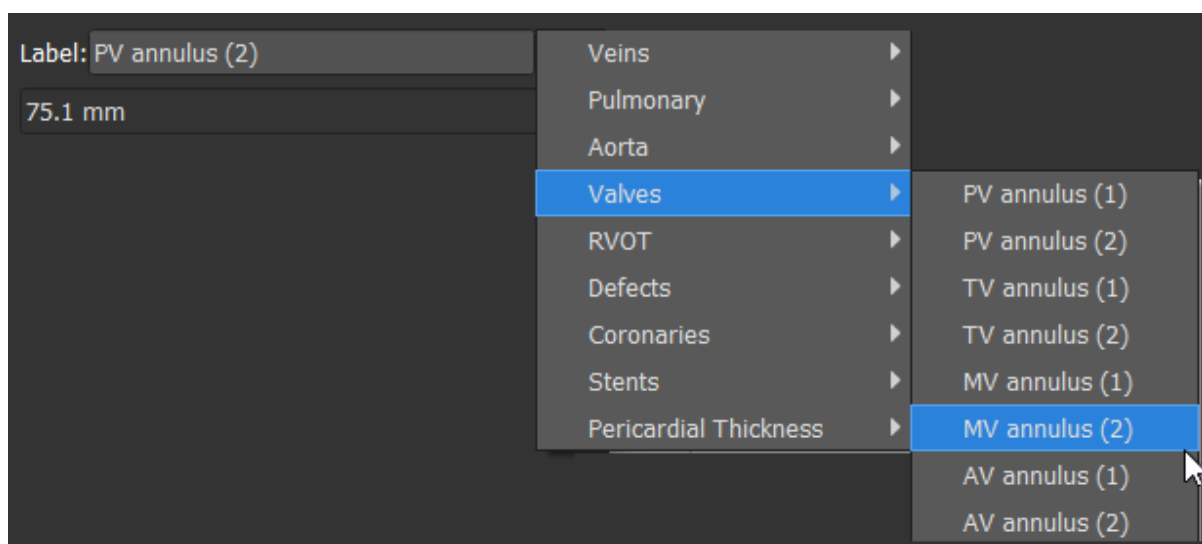 Label: PV annulus (2)
75.1 mm
Veins
Pulmonary
Aorta
Valves
RVOT
Defects
Coronaries
Stents
Pericardial Thickness
PV annulus (1)
PV annulus (2)
TV annulus (1)
TV annulus (2)
MV annulus (1)
MV annulus (2)
AV annulus (1)
AV annulus (2)